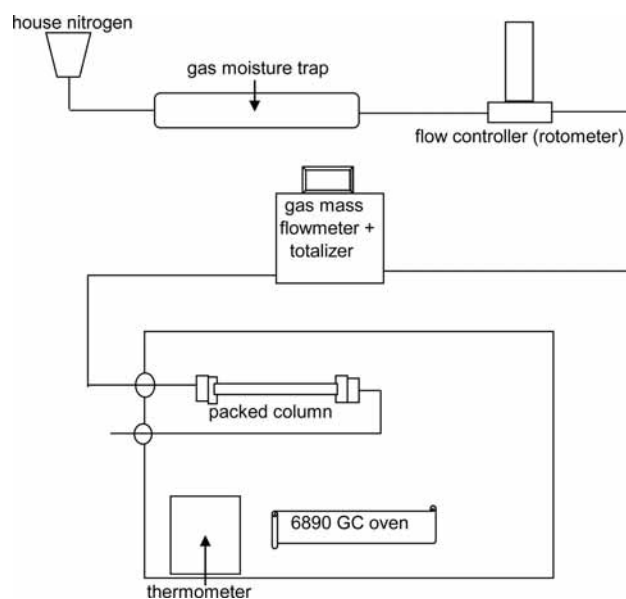 house nitrogen
gas moisture trap
flow controller (rotometer)
gas mass
flowmeter +
totalizer
packed column
6890 GC oven
thermometer